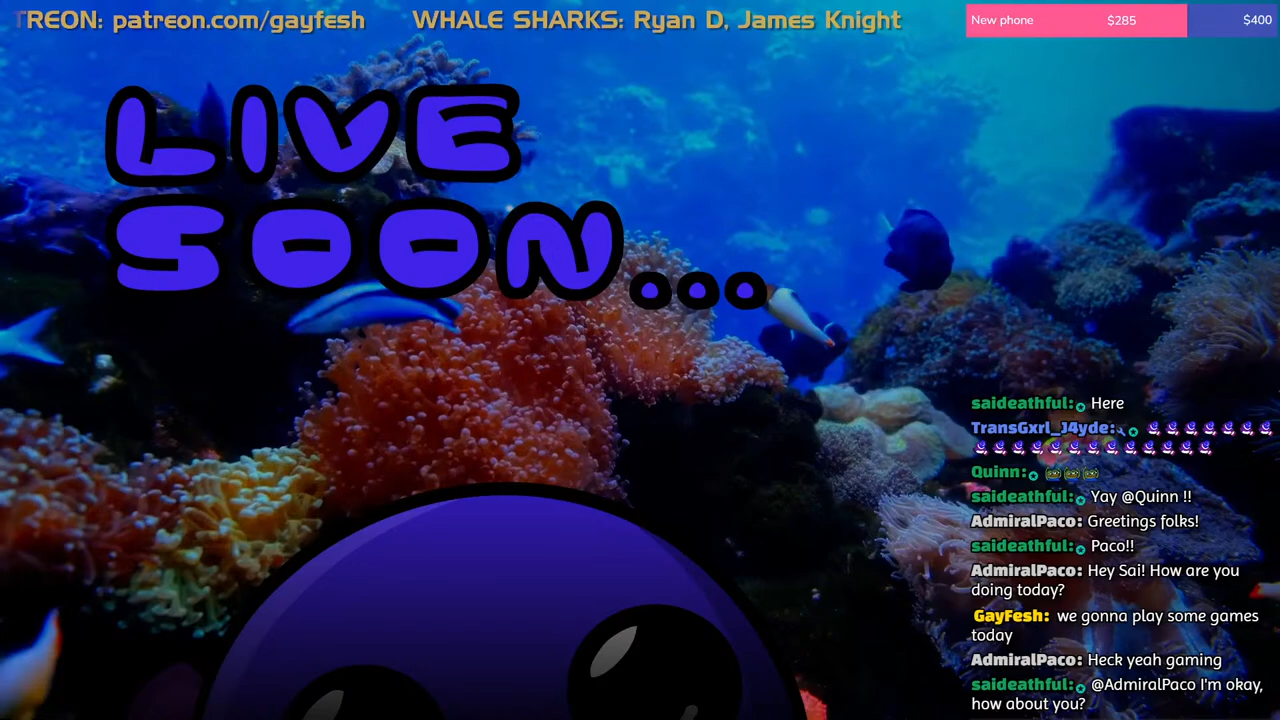 TREON: patreon.com/gayfesh WHALE SHARKS: Ryan D, James Knight
New phone $285 $400
LIVE
SOON...
saideathful: Here
TransGxrl_J4yde:
Quinn:
saideathful: Yay @Quinn !!
AdmiralPaco: Greetings folks!
saideathful: Paco!!
AdmiralPaco: Hey Sai! How are you
doing today?
GayFesh: we gonna play some games
today
AdmiralPaco: Heck yeah gaming
saideathful: @AdmiralPaco I'm okay,
how about you?